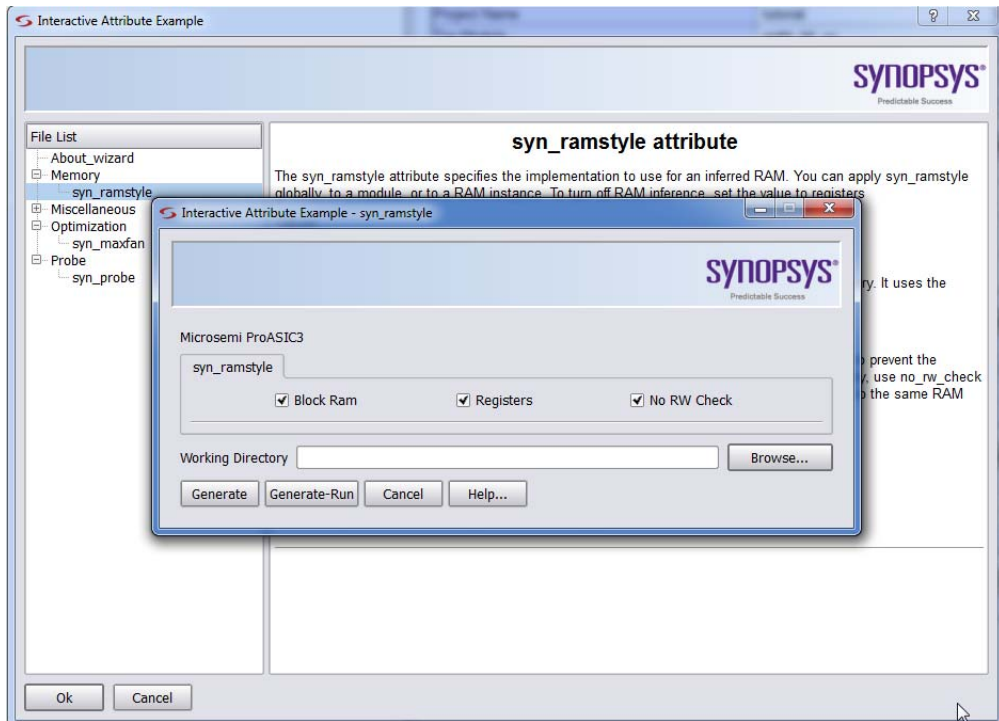 Interactive Attribute Example
Project Name
tutorial
SYNOPSYS®
Predictable Success
File List
About_wizard
Memory
syn_ramstyle
Miscellaneous
Optimization
syn_maxfan
Probe
syn_probe
syn_ramstyle attribute
The syn_ramstyle attribute specifies the implementation to use for an inferred RAM. You can apply syn_ramstyle
globally, to a module, or to a RAM instance. To turn off RAM inference, set the value to registers
ry. It uses the
prevent the
y, use no_rw_check
the same RAM
Interactive Attribute Example - syn_ramstyle
SYNOPSYS®
Predictable Success
Microsemi ProASIC3
syn_ramstyle
Block Ram
Registers
No RW Check
Working Directory
Browse...
Generate
Generate-Run
Cancel
Help...
Ok
Cancel